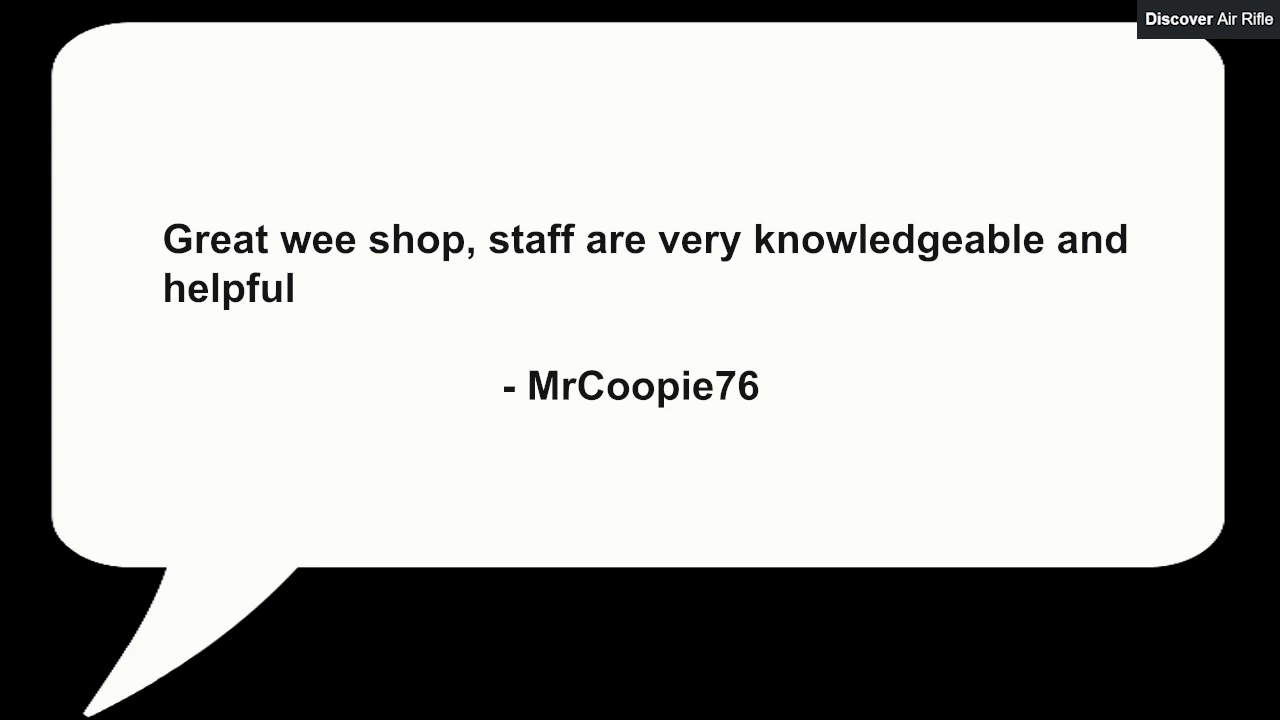 Discover Air Rifle
Great wee shop, staff are very knowledgeable and
helpful
- MrCoopie76